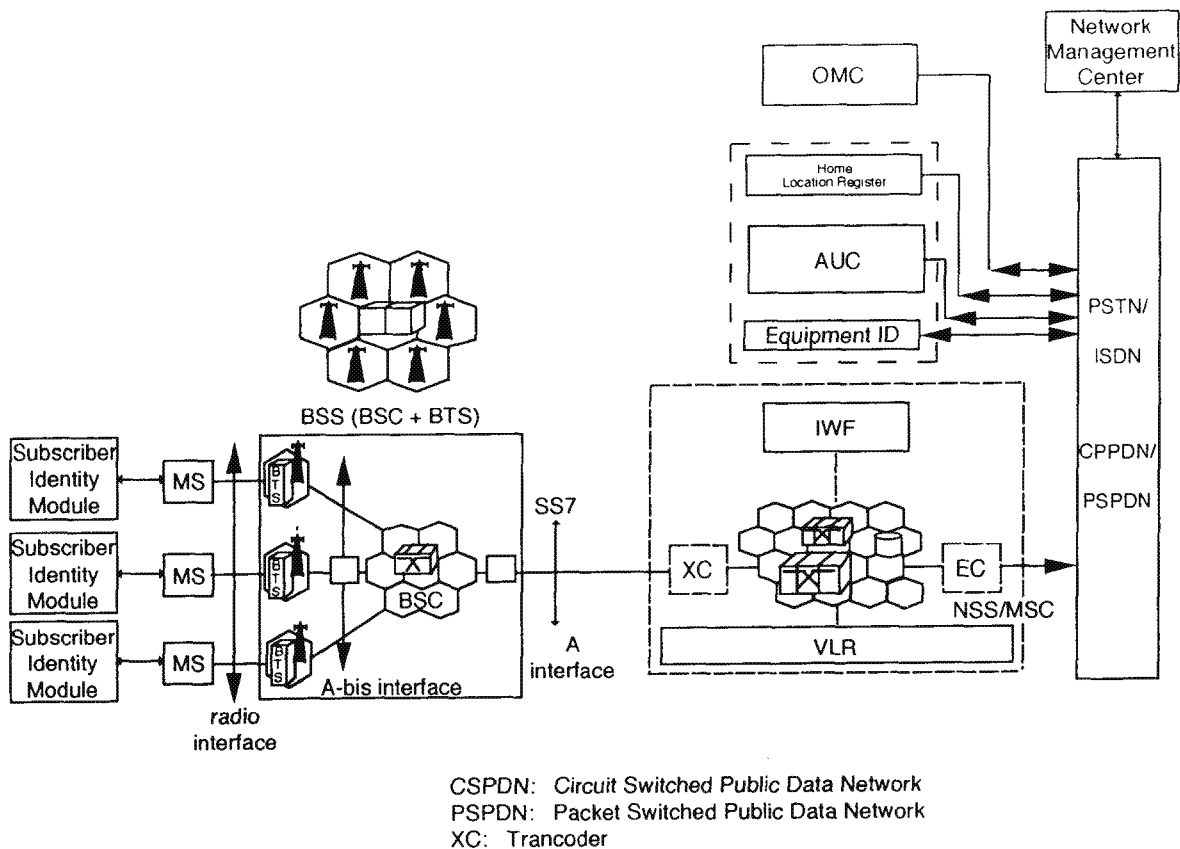 Network
Management
Center
OMC
Home
Location Register
AUC
Equipment ID
PSTN/
ISDN
CPPDN/
PSPDN
BSS (BSC + BTS)
Subscriber
Identity
Module
MS
BTS
Subscriber
Identity
Module
MS
BTS
Subscriber
Identity
Module
MS
BTS
BSC
A-bis interface
radio
interface
SS7
A
interface
IWF
XC
EC
NSS/MSC
VLR
CSPDN: Circuit Switched Public Data Network
PSPDN: Packet Switched Public Data Network
XC: Trancoder